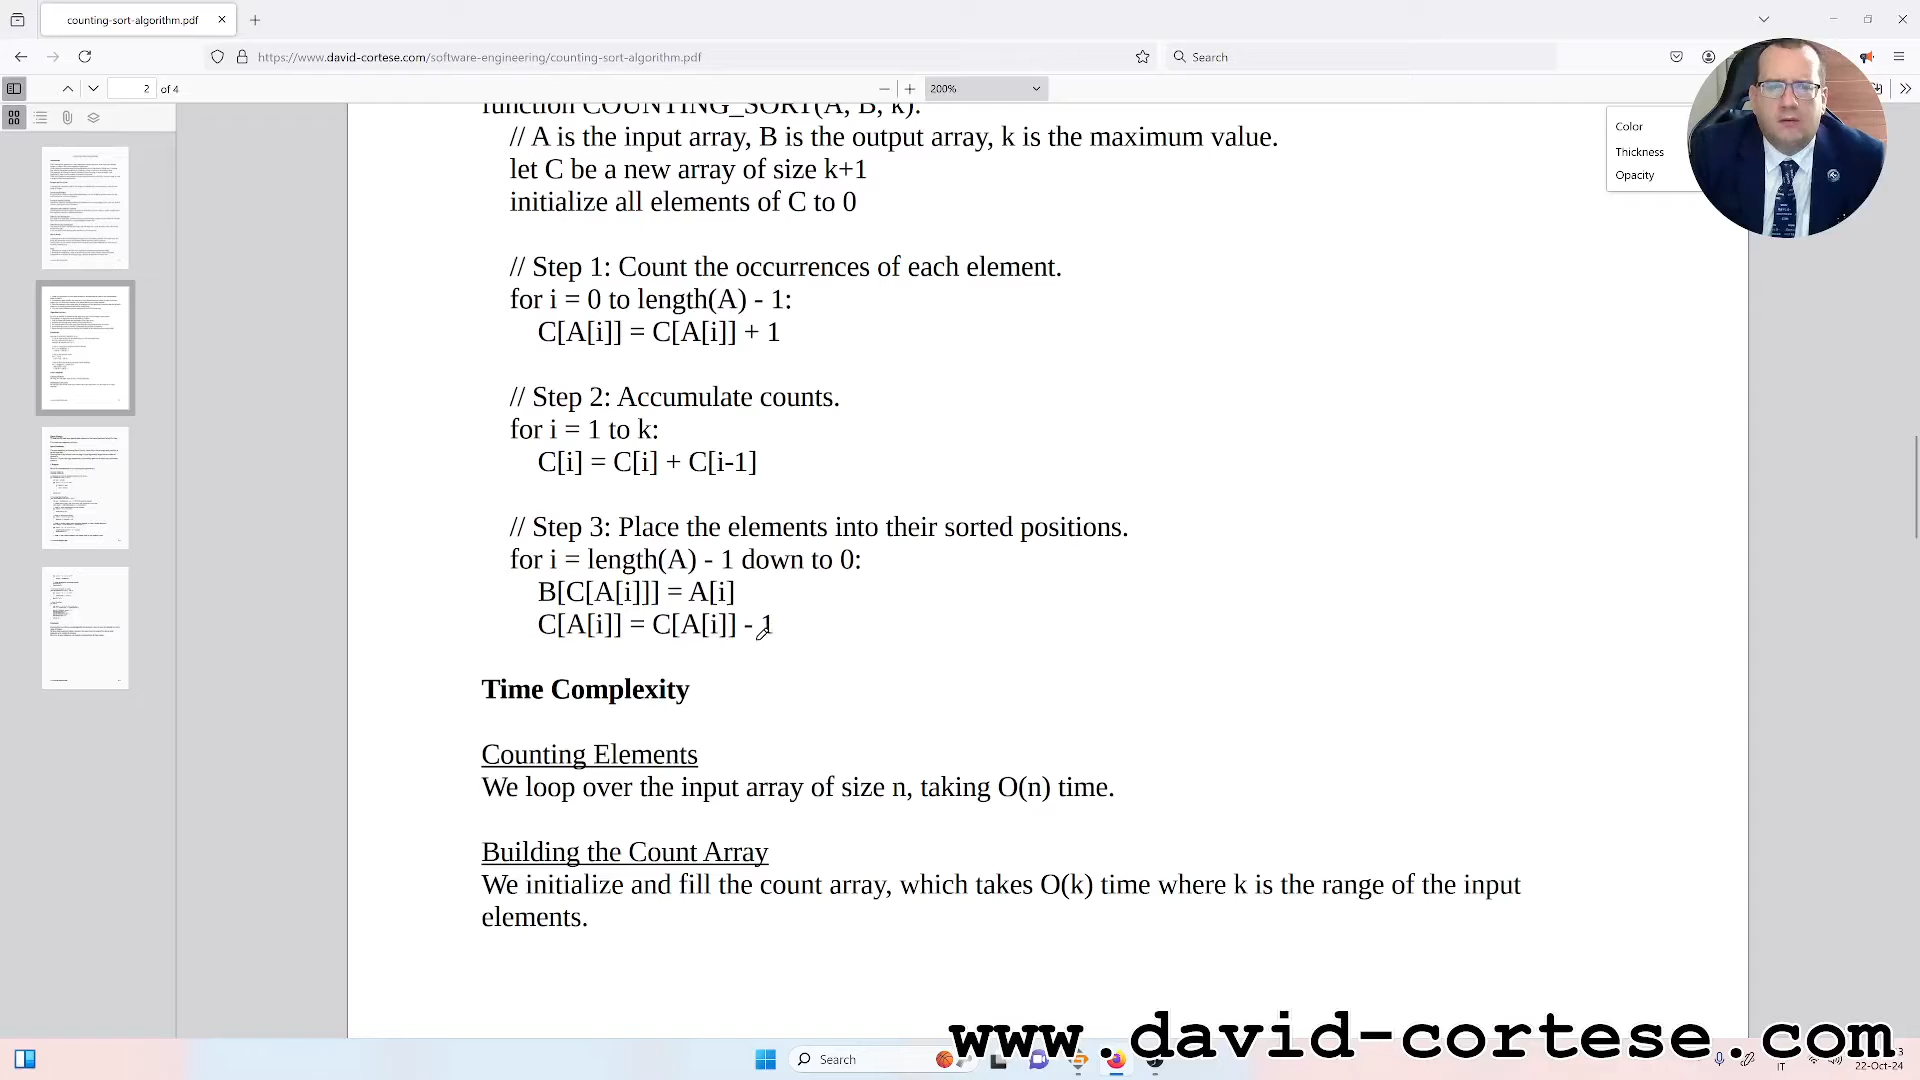 counting-sort-algorithm.pdf
https://www.david-cortese.com/software-engineering/counting-sort-algorithm.pdf
Search
2 of 4
200%
function COUNTING_SORT(A, B, k):
// A is the input array, B is the output array, k is the maximum value.
let C be a new array of size k+1
initialize all elements of C to 0
// Step 1: Count the occurrences of each element.
for i = 0 to length(A) - 1:
C[A[i]] = C[A[i]] + 1
// Step 2: Accumulate counts.
for i = 1 to k:
C[i] = C[i] + C[i-1]
// Step 3: Place the elements into their sorted positions.
for i = length(A) - 1 down to 0:
B[C[A[i]]] = A[i]
C[A[i]] = C[A[i]] - 1
Time Complexity
Counting Elements
We loop over the input array of size n, taking O(n) time.
Building the Count Array
We initialize and fill the count array, which takes O(k) time where k is the range of the input
elements.
Color
Thickness
Opacity
www.david-cortese.com
Search
IT
22-Oct-24